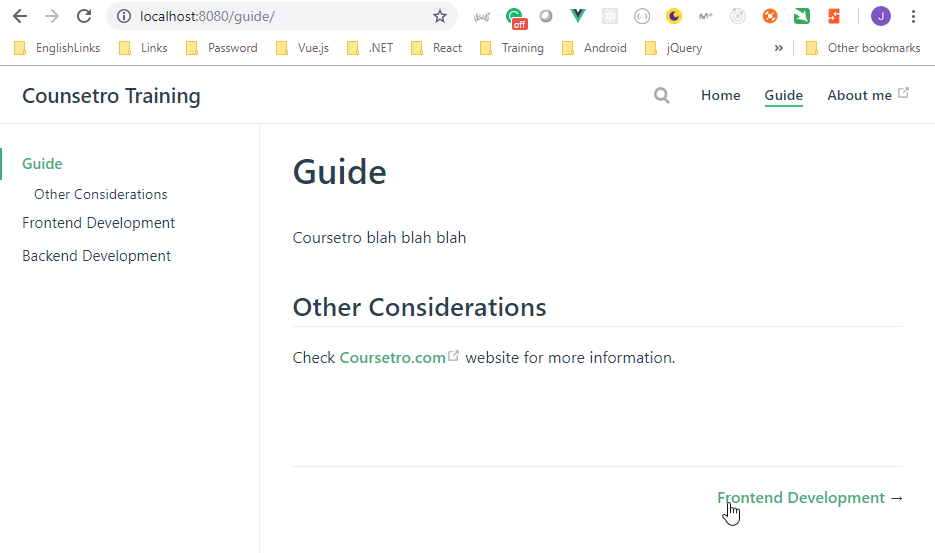 localhost:8080/guide/
off
J
EnglishLinks Links Password Vue.js .NET React Training Android jQuery » Other bookmarks
Counsetro Training
Home Guide About me
Guide
Other Considerations
Frontend Development
Backend Development
Guide
Coursetro blah blah blah
Other Considerations
Check Coursetro.com website for more information.
Frontend Development →